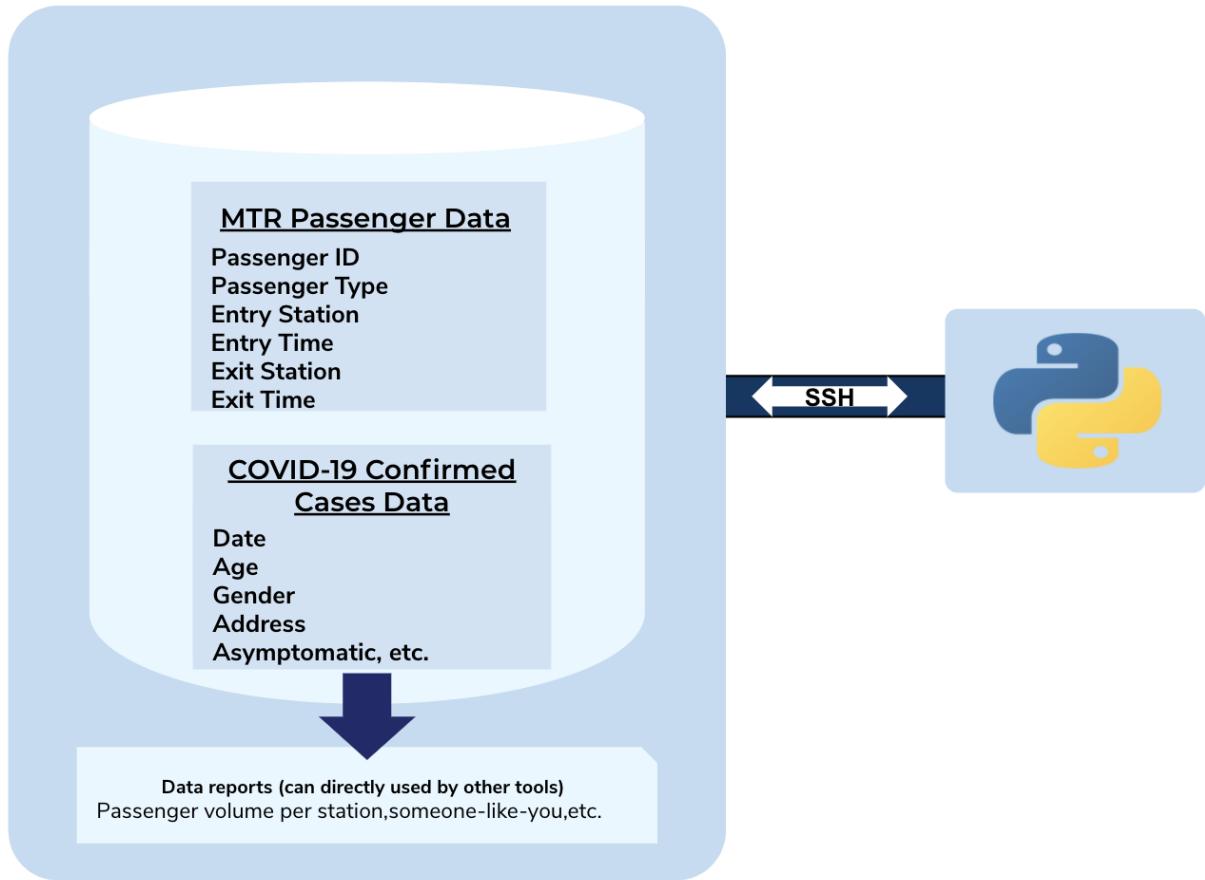 MTR Passenger Data
Passenger ID
Passenger Type
Entry Station
Entry Time
Exit Station
Exit Time
COVID-19 Confirmed
Cases Data
Date
Age
Gender
Address
Asymptomatic, etc.
Data reports (can directly used by other tools)
Passenger volume per station,someone-like-you,etc.
SSH